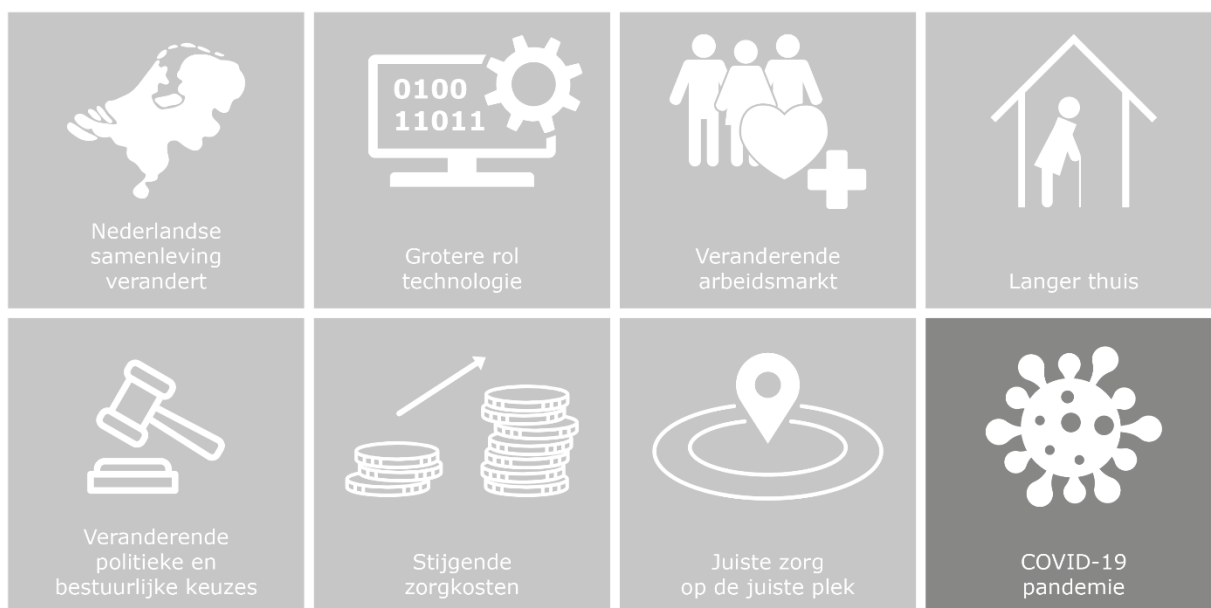 0100
11011
Nederlandse
samenleving
verandert
Grotere rol
technologie
Veranderende
arbeidsmarkt
Langer thuis
Veranderende
politieke en
bestuurlijke keuzes
Stijgende
zorgkosten
Juiste zorg
op de juiste plek
COVID-19
pandemie